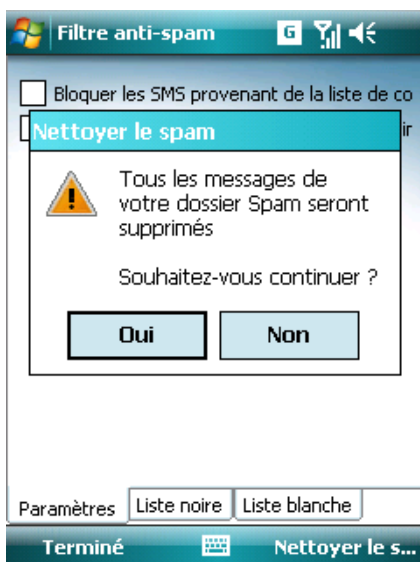 Filtre anti-spam
G
Bloquer les SMS provenant de la liste de co
ir
Nettoyer le spam
Tous les messages de
votre dossier Spam seront
supprimés
Souhaitez-vous continuer ?
Oui Non
Paramètres Liste noire Liste blanche
Terminé Nettoyer le s...